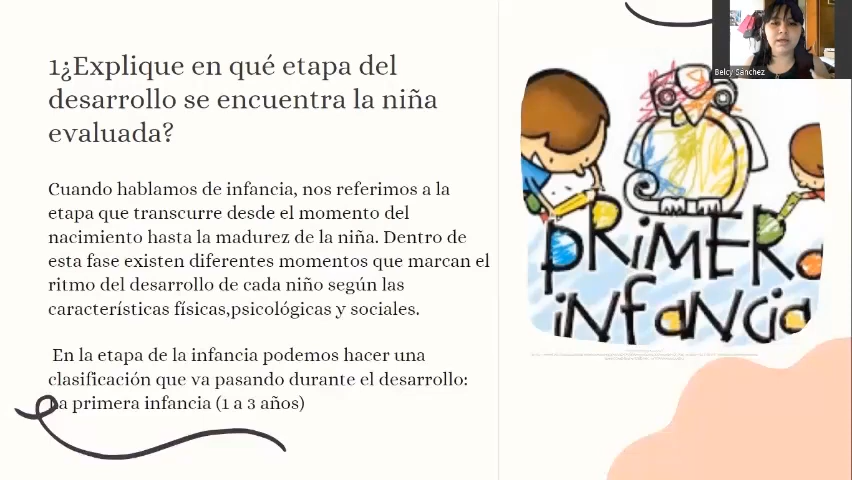 1¿Explique en qué etapa del
desarrollo se encuentra la niña
evaluada?
Cuando hablamos de infancia, nos referimos a la
etapa que transcurre desde el momento del
nacimiento hasta la madurez de la niña. Dentro de
esta fase existen diferentes momentos que marcan el
ritmo del desarrollo de cada niño según las
características físicas,psicológicas y sociales.
En la etapa de la infancia podemos hacer una
clasificación que va pasando durante el desarrollo:
La primera infancia (1 a 3 años)
Belcy Sanchez
PRiMERa
infancia